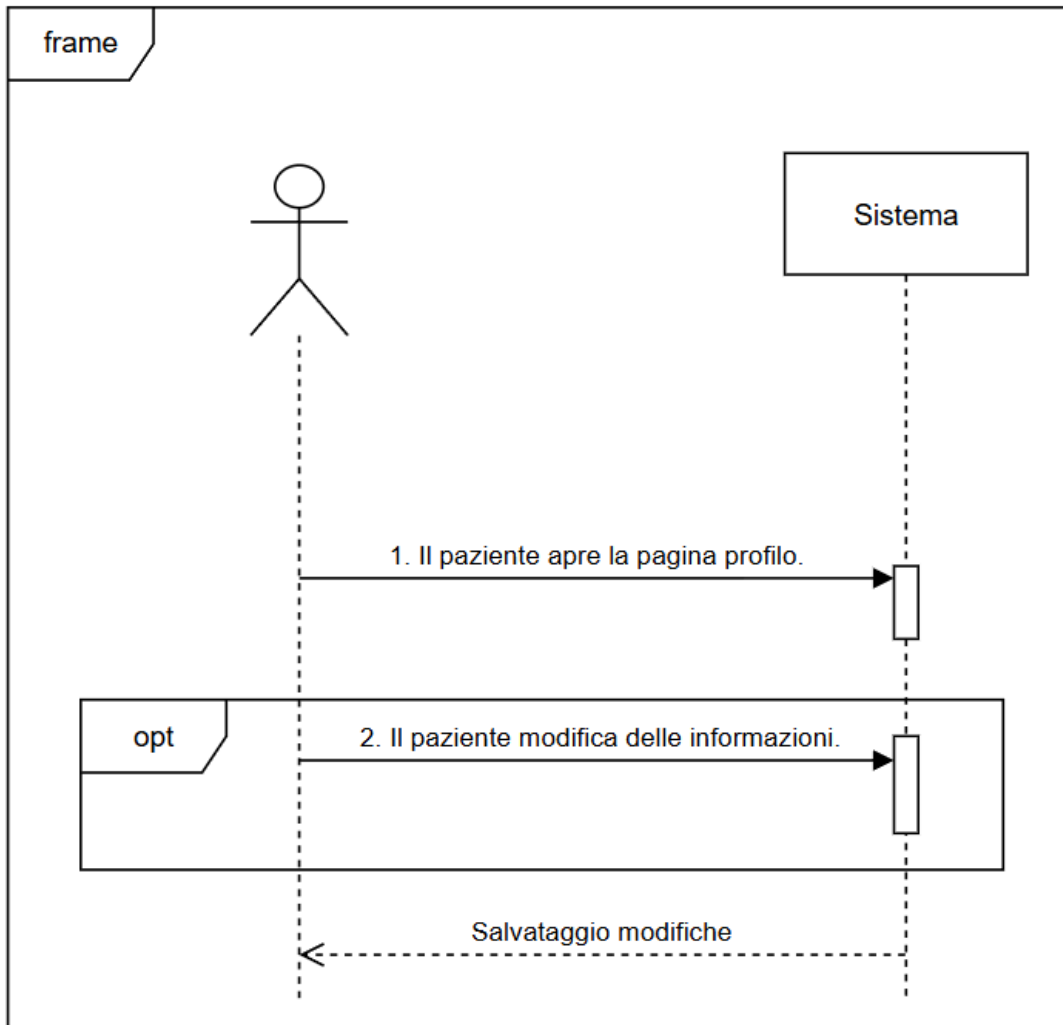 frame
Sistema
1. Il paziente apre la pagina profilo.
opt
2. Il paziente modifica delle informazioni.
Salvataggio modifiche